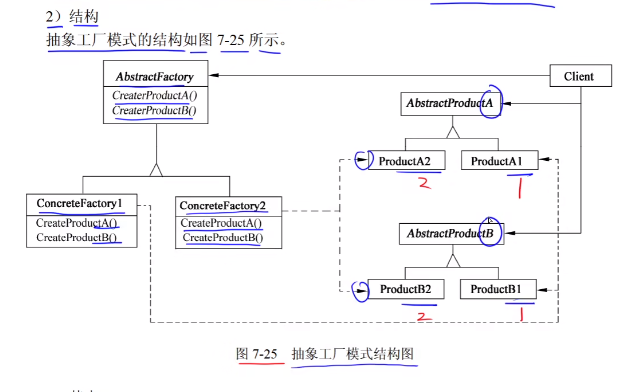 2）结构
抽象工厂模式的结构如图 7-25 所示。
AbstractFactory
CreaterProductA()
CreaterProductB()
Client
AbstractProductA
ProductA2
ProductA1
2
1
ConcreteFactory1
CreateProductA()
CreateProductB()
ConcreteFactory2
CreateProductA()
CreateProductB()
AbstractProductB
ProductB2
ProductB1
2
1
图 7-25 抽象工厂模式结构图